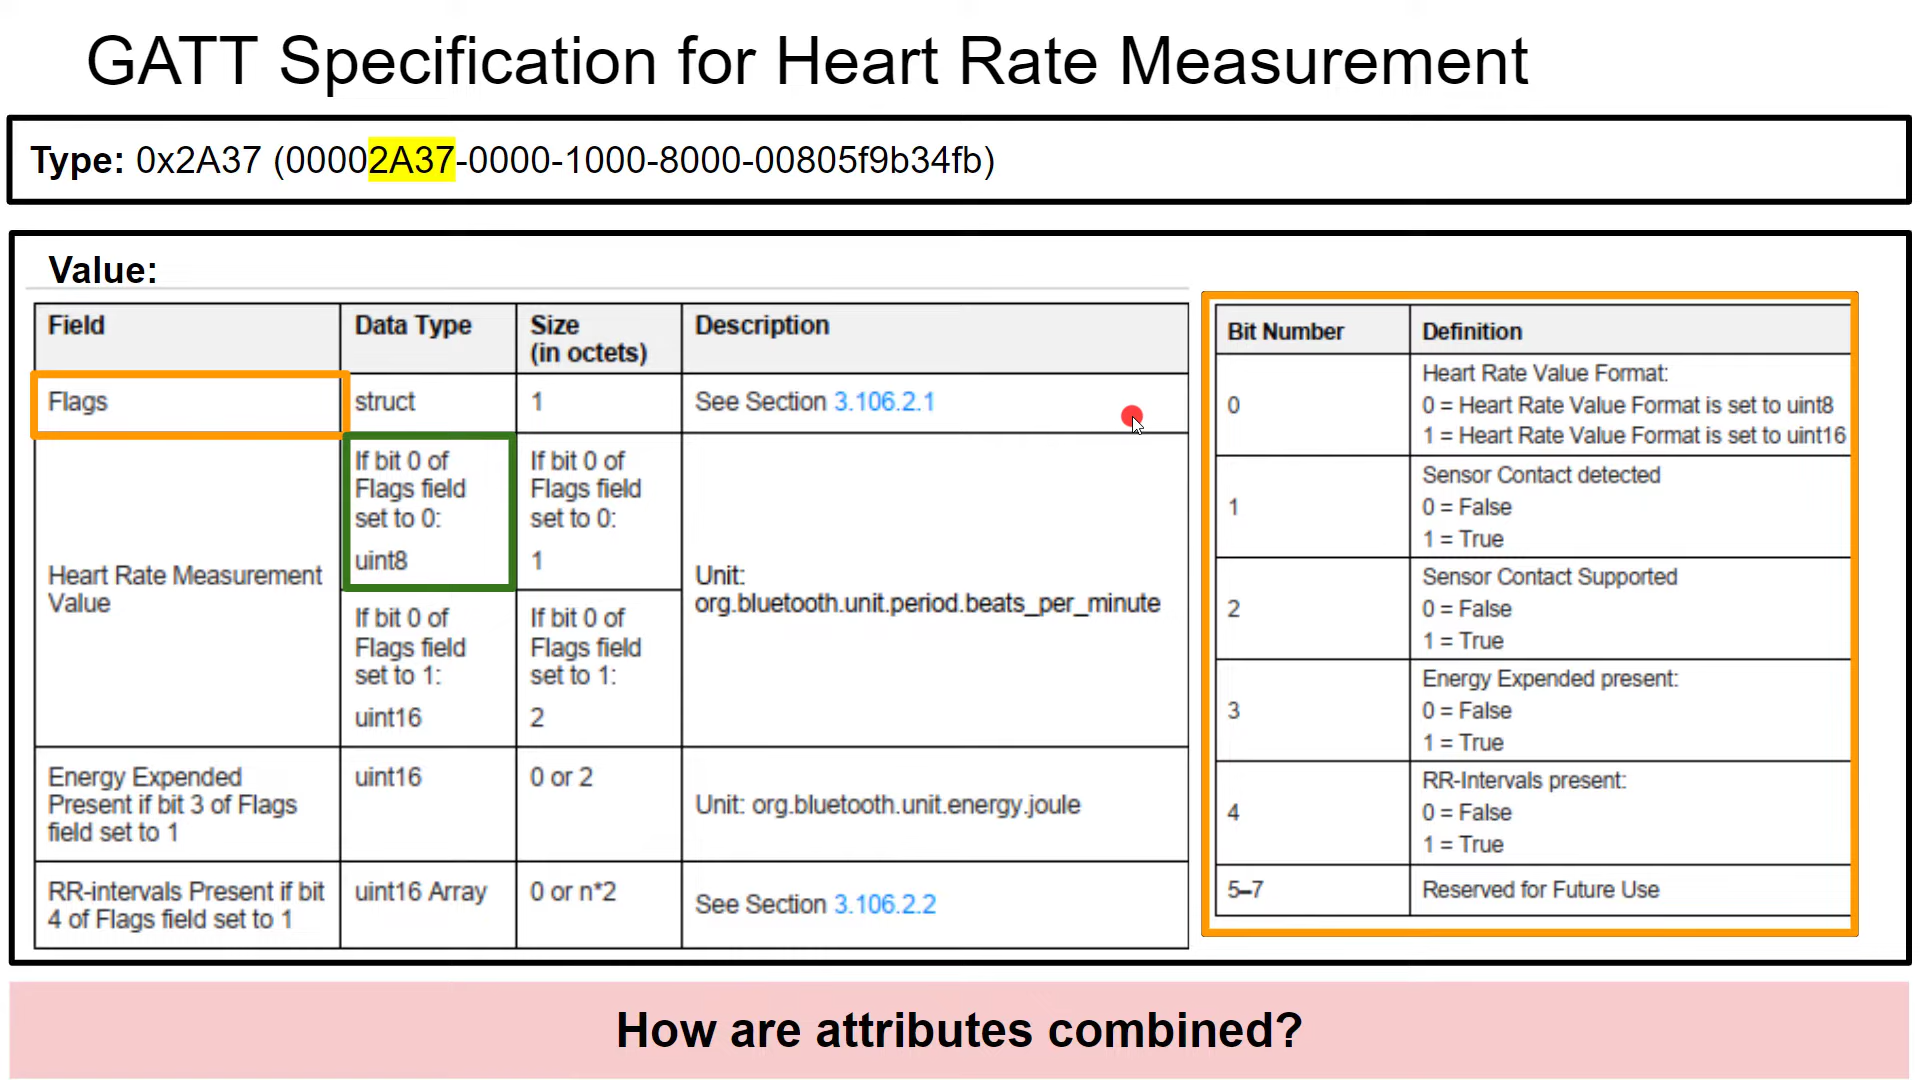 GATT Specification for Heart Rate Measurement
Type: 0x2A37 (00002A37-0000-1000-8000-00805f9b34fb)
Value:
Field
Data Type
Size
(in octets)
Description
Flags
struct
1
See Section 3.106.2.1
Heart Rate Measurement
Value
If bit 0 of
Flags field
set to 0:
uint8
If bit 0 of
Flags field
set to 0:
1
If bit 0 of
Flags field
set to 1:
uint16
If bit 0 of
Flags field
set to 1:
2
Unit:
org.bluetooth.unit.period.beats_per_minute
Energy Expended
Present if bit 3 of Flags
field set to 1
uint16
0 or 2
Unit: org.bluetooth.unit.energy.joule
RR-intervals Present if bit
4 of Flags field set to 1
uint16 Array
0 or n*2
See Section 3.106.2.2
Bit Number
Definition
0
Heart Rate Value Format:
0 = Heart Rate Value Format is set to uint8
1 = Heart Rate Value Format is set to uint16
1
Sensor Contact detected
0 = False
1 = True
2
Sensor Contact Supported
0 = False
1 = True
3
Energy Expended present:
0 = False
1 = True
4
RR-Intervals present:
0 = False
1 = True
5–7
Reserved for Future Use
How are attributes combined?